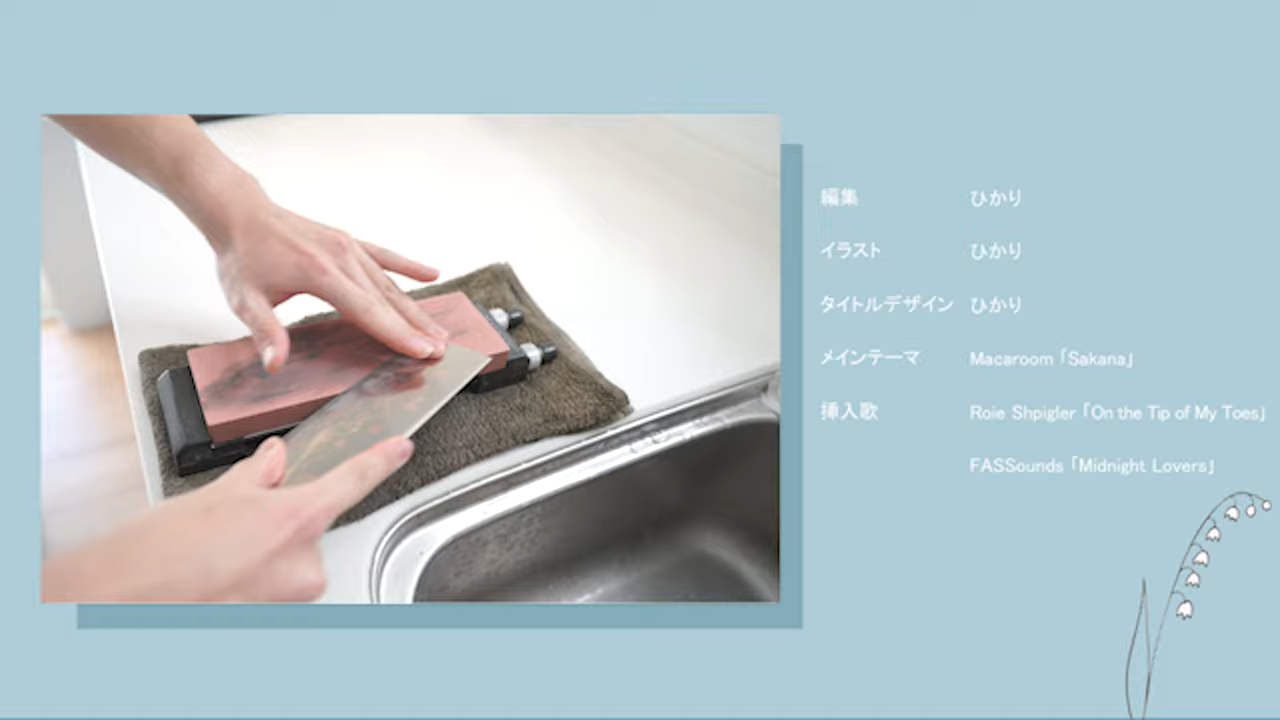 編集 ひかり
イラスト ひかり
タイトルデザイン ひかり
メインテーマ Macaroom「Sakana」
挿入歌 Roie Shpigler「On the Tip of My Toes」
FASSounds「Midnight Lovers」